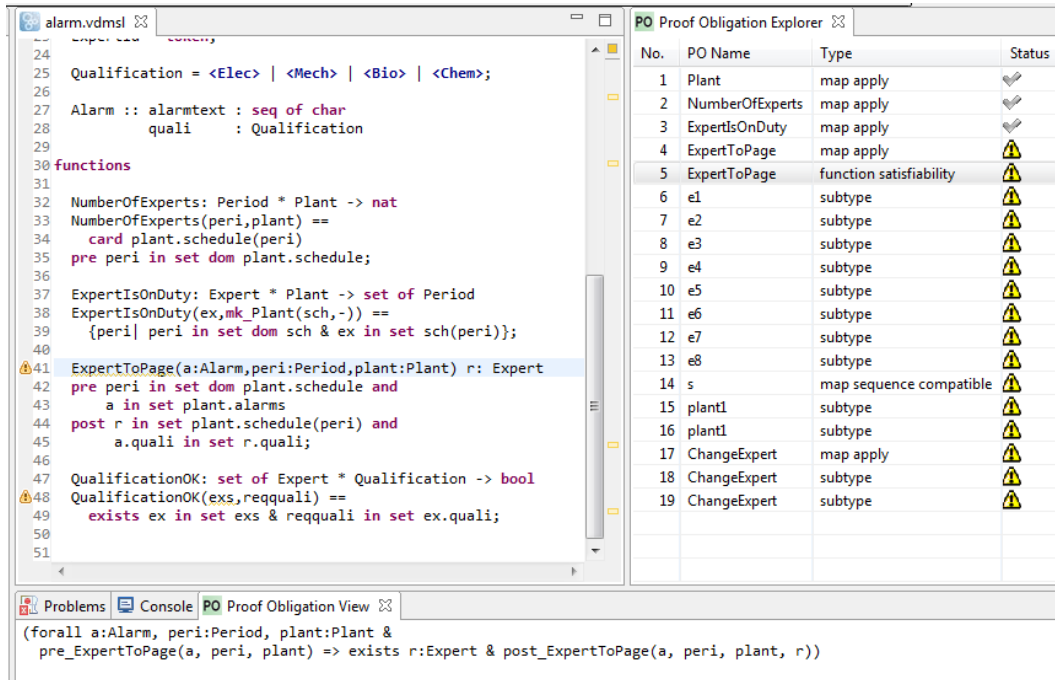 alarm.vdmsl
24
25 Qualification = <Elec> | <Mech> | <Bio> | <Chem>;
26
27 Alarm :: alarmtext : seq of char
28 quali : Qualification
29
30 functions
31
32 NumberOfExperts: Period * Plant -> nat
33 NumberOfExperts(peri,plant) ==
34 card plant.schedule(peri)
35 pre peri in set dom plant.schedule;
36
37 ExpertIsOnDuty: Expert * Plant -> set of Period
38 ExpertIsOnDuty(ex,mk_Plant(sch,-)) ==
39 {peri| peri in set dom sch & ex in set sch(peri)};
40
41 ExpertToPage(a:Alarm,peri:Period,plant:Plant) r: Expert
42 pre peri in set dom plant.schedule and
43 a in set plant.alarms
44 post r in set plant.schedule(peri) and
45 a.quali in set r.quali;
46
47 QualificationOK: set of Expert * Qualification -> bool
48 QualificationOK(exs,reqquali) ==
49 exists ex in set exs & reqquali in set ex.quali;
50
51
PO Proof Obligation Explorer
No. PO Name Type Status
1 Plant map apply
2 NumberOfExperts map apply
3 ExpertIsOnDuty map apply
4 ExpertToPage map apply
5 ExpertToPage function satisfiability
6 e1 subtype
7 e2 subtype
8 e3 subtype
9 e4 subtype
10 e5 subtype
11 e6 subtype
12 e7 subtype
13 e8 subtype
14 s map sequence compatible
15 plant1 subtype
16 plant1 subtype
17 ChangeExpert map apply
18 ChangeExpert subtype
19 ChangeExpert subtype
Problems Console PO Proof Obligation View
(forall a:Alarm, peri:Period, plant:Plant &
pre_ExpertToPage(a, peri, plant) => exists r:Expert & post_ExpertToPage(a, peri, plant, r))